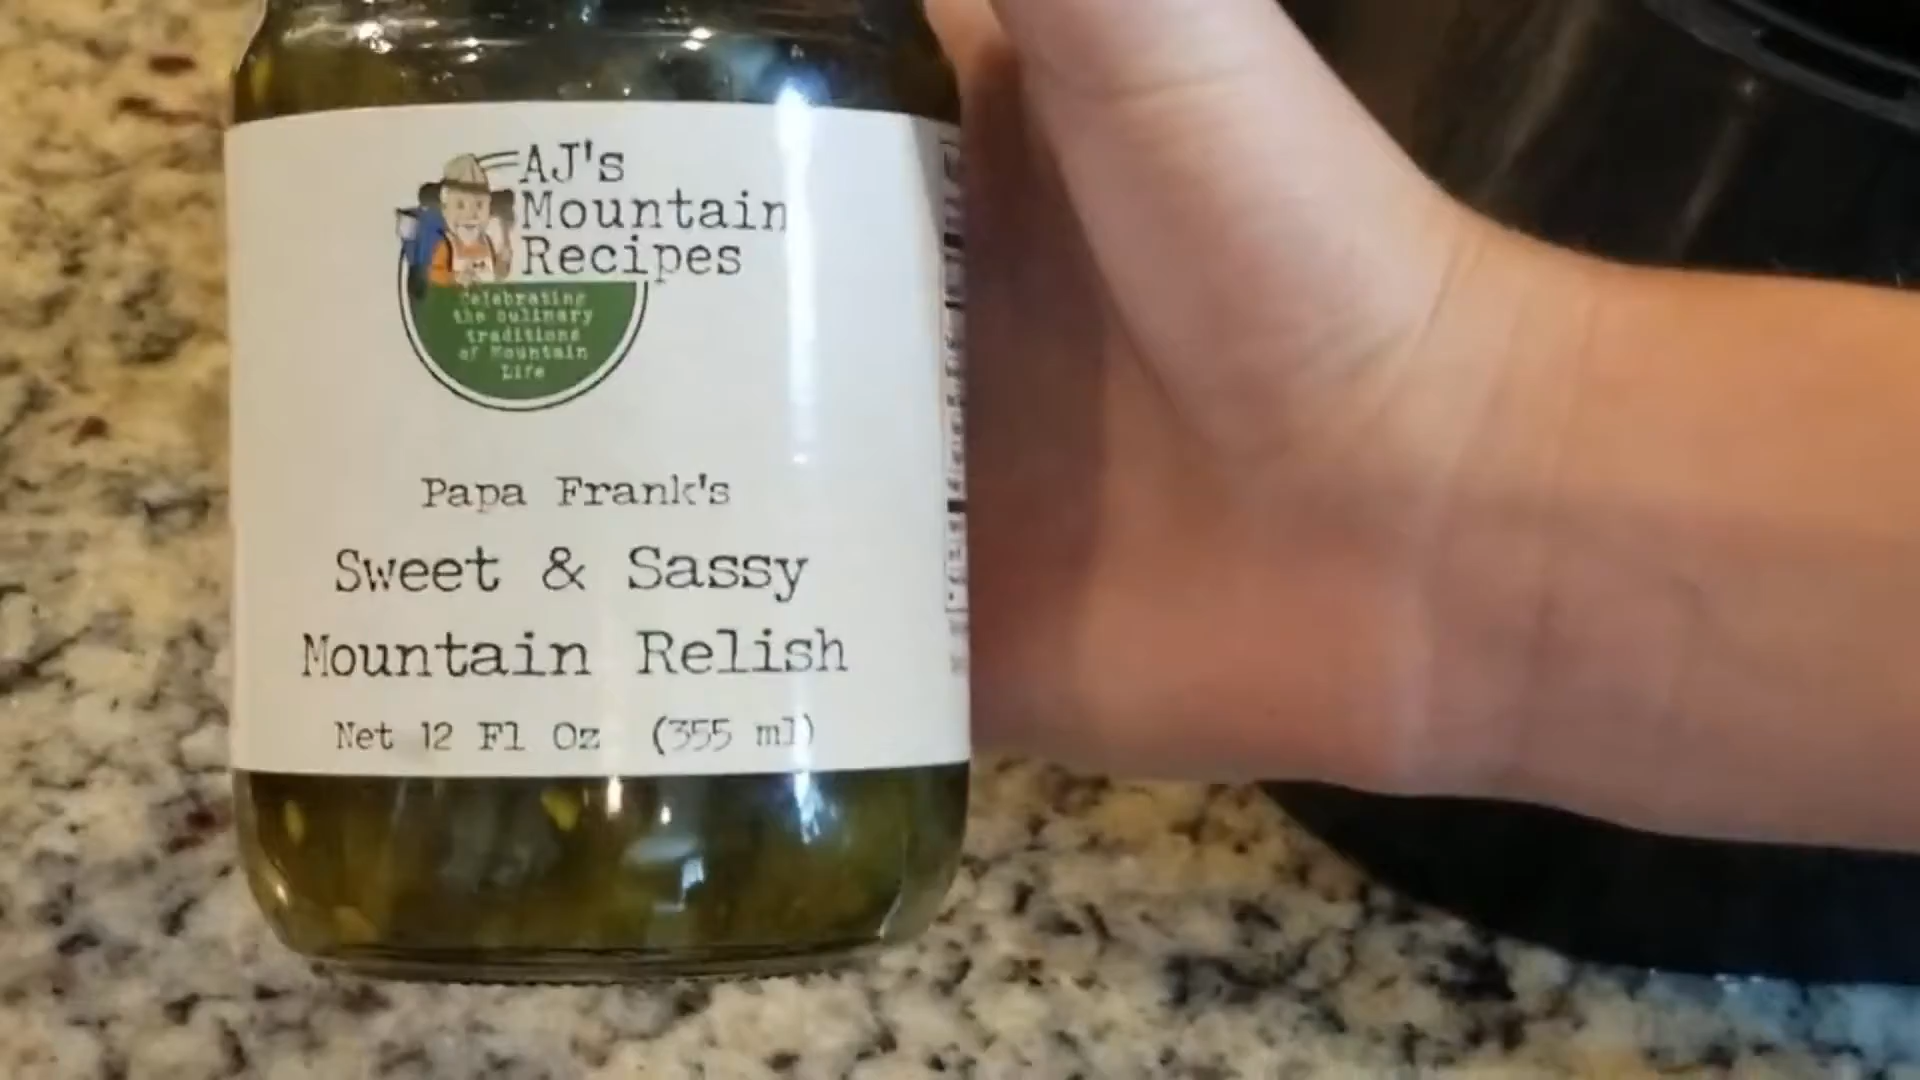 AJ's
Mountain
Recipes
Celebrating
the culinary
traditions
of Mountain
Life
Papa Frank's
Sweet & Sassy
Mountain Relish
Net 12 Fl Oz (355 ml)